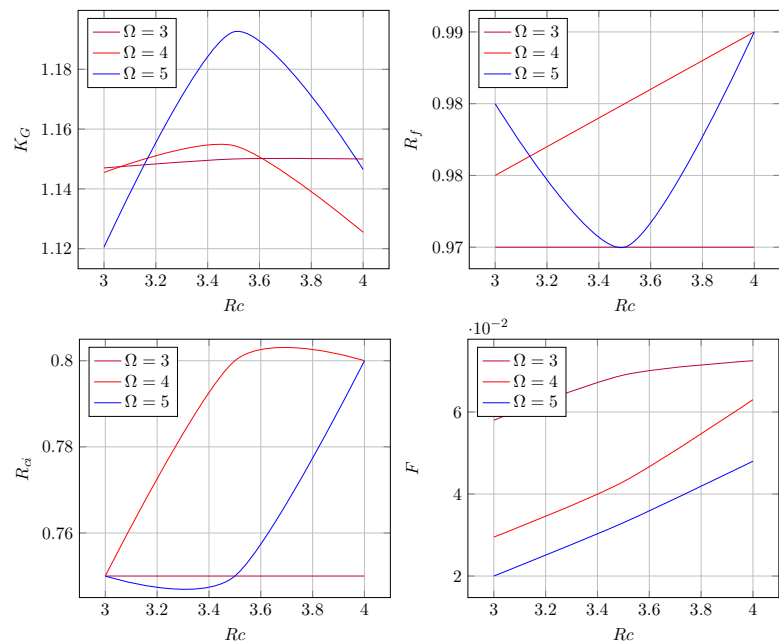 Ω = 3
Ω = 4
Ω = 5
1.18
1.16
1.14
1.12
K_G
3 3.2 3.4 3.6 3.8 4
Rc
Ω = 3
Ω = 4
Ω = 5
0.99
0.98
0.98
0.97
R_f
3 3.2 3.4 3.6 3.8 4
Rc
Ω = 3
Ω = 4
Ω = 5
0.8
0.78
0.76
R_{ci}
3 3.2 3.4 3.6 3.8 4
Rc
·10^{-2}
Ω = 3
Ω = 4
Ω = 5
6
4
2
F
3 3.2 3.4 3.6 3.8 4
Rc